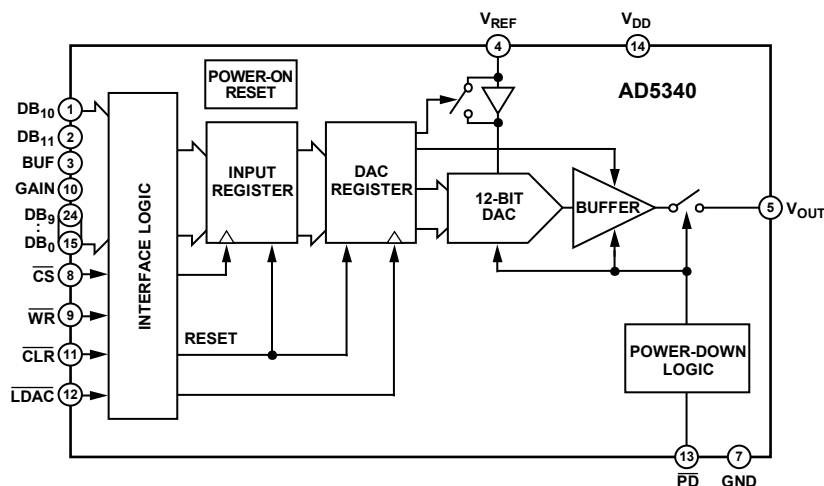 VREF
VDD
4
14
POWER-ON
RESET
AD5340
DB10
1
DB11
2
BUF
3
GAIN
10
DB9
24
:
DB0
15
CS
8
WR
9
CLR
11
LDAC
12
INTERFACE LOGIC
INPUT
REGISTER
DAC
REGISTER
12-BIT
DAC
BUFFER
5
VOUT
RESET
POWER-DOWN
LOGIC
13
7
PD
GND